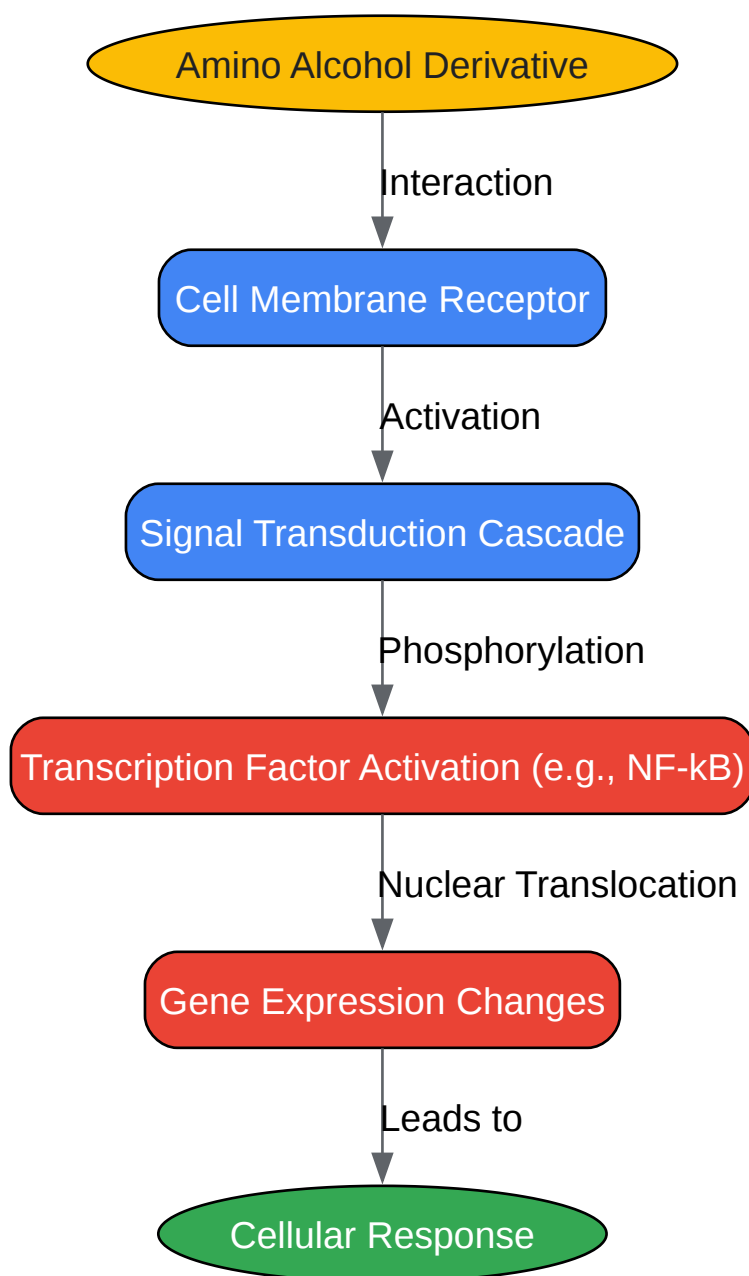 Amino Alcohol Derivative
Interaction
Cell Membrane Receptor
Activation
Signal Transduction Cascade
Phosphorylation
Transcription Factor Activation (e.g., NF-kB)
Nuclear Translocation
Gene Expression Changes
Leads to
Cellular Response